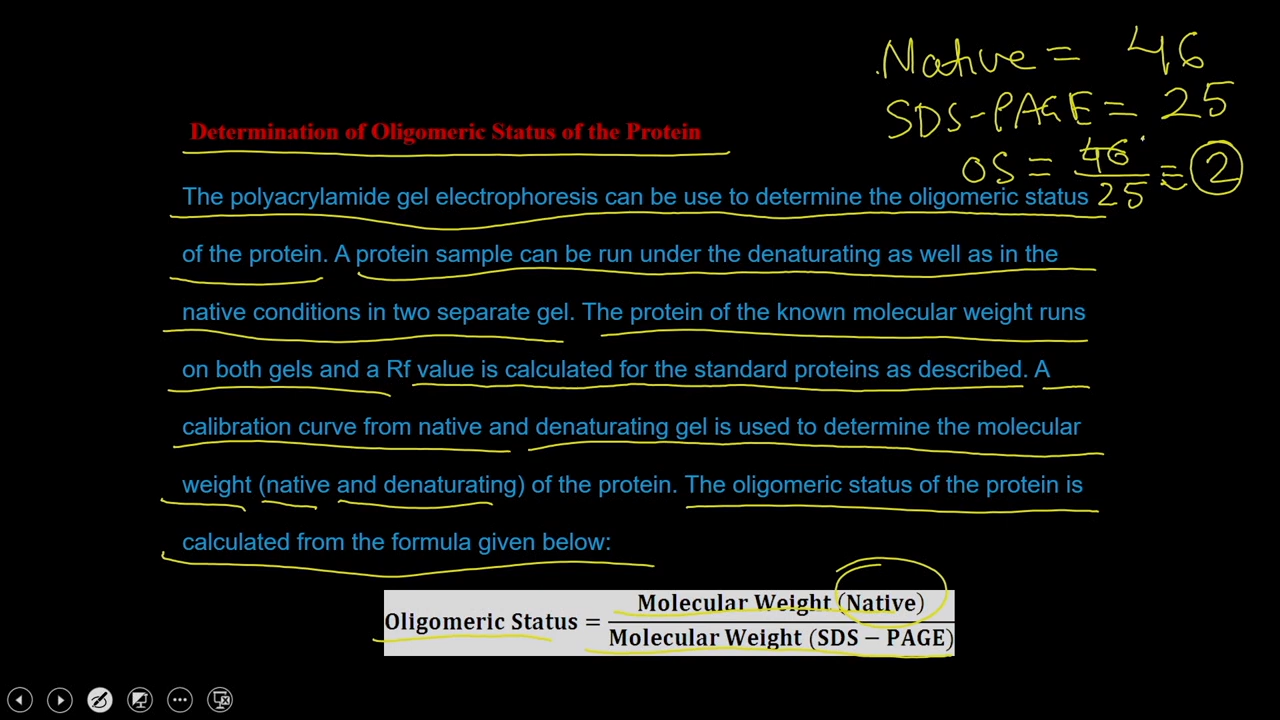 .Native = 46
SDS-PAGE = 25
OS = 46/25 ≈ 2
Determination of Oligomeric Status of the Protein
The polyacrylamide gel electrophoresis can be use to determine the oligomeric status
of the protein. A protein sample can be run under the denaturating as well as in the
native conditions in two separate gel. The protein of the known molecular weight runs
on both gels and a Rf value is calculated for the standard proteins as described. A
calibration curve from native and denaturating gel is used to determine the molecular
weight (native and denaturating) of the protein. The oligomeric status of the protein is
calculated from the formula given below:
Oligomeric Status = Molecular Weight (Native)
Molecular Weight (SDS − PAGE)